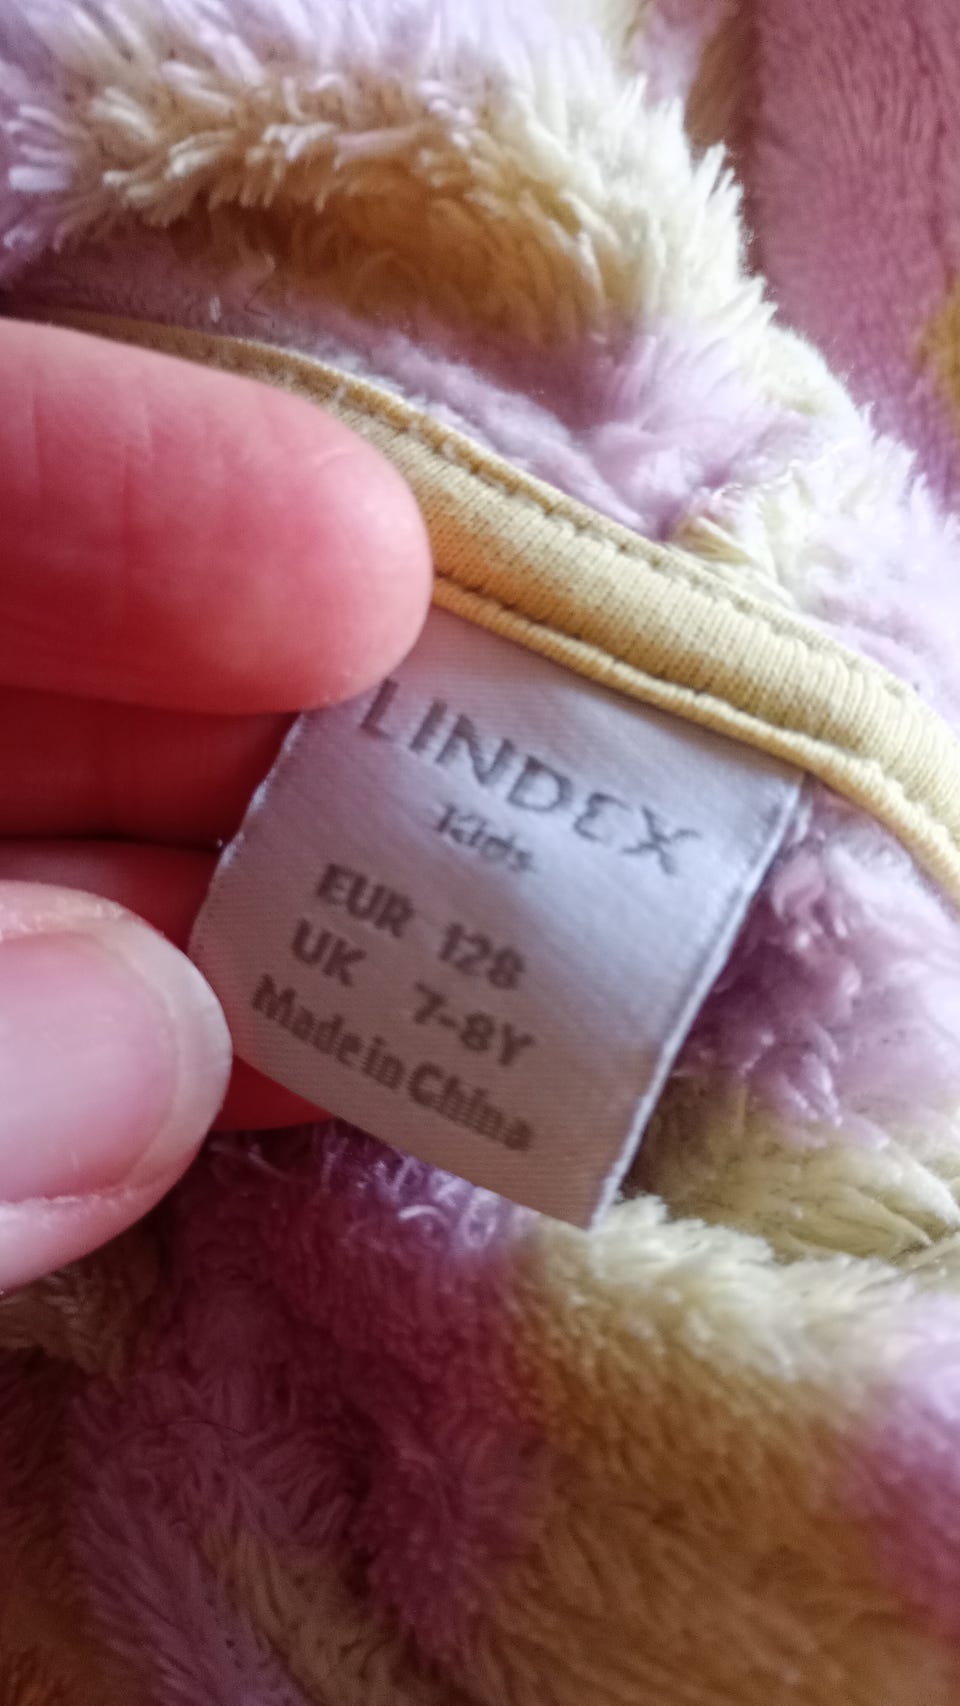 LINDEX
Kids
EUR 128
UK 7-8Y
Made in China